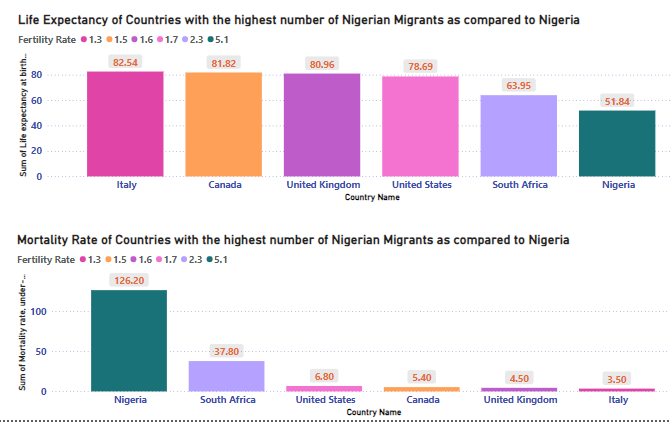 Life Expectancy of Countries with the highest number of Nigerian Migrants as compared to Nigeria
Fertility Rate 1.3 1.5 1.6 1.7 2.3 5.1
Sum of Life expectancy at birth...
80
60
40
20
0
82.54 81.82 80.96 78.69 63.95 51.84
Italy Canada United Kingdom United States South Africa Nigeria
Country Name
Mortality Rate of Countries with the highest number of Nigerian Migrants as compared to Nigeria
Fertility Rate 1.3 1.5 1.6 1.7 2.3 5.1
Sum of Mortality rate, under-...
100
50
0
126.20 37.80 6.80 5.40 4.50 3.50
Nigeria South Africa United States Canada United Kingdom Italy
Country Name